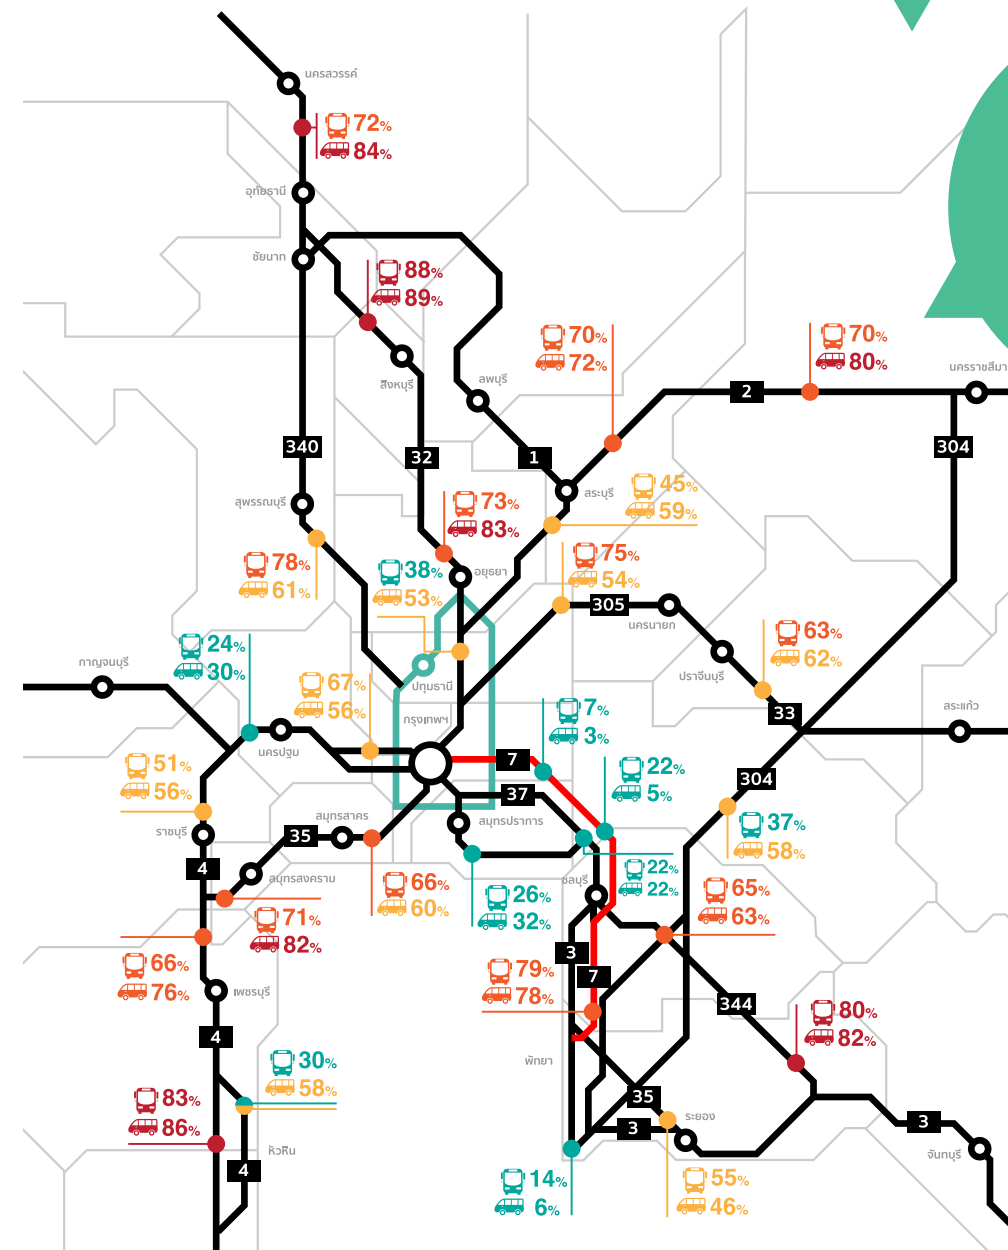 นครสวรรค์
72%
84%
อุทัยธานี
ชัยนาท
88%
89%
70%
72%
70%
80%
นครราชสีมา
สิงหบุรี
ลพบุรี
2
340
32
1
304
สุพรรณบุรี
สระบุรี
45%
59%
73%
83%
78%
61%
38%
53%
อยุธยา
75%
54%
305
นครนายก
63%
62%
ปราจีนบุรี
24%
30%
กาญจนบุรี
67%
56%
ปทุมธานี
กรุงเทพฯ
7%
3%
33
สระแก้ว
นครปฐม
7
51%
56%
22%
5%
304
37
สมุทรสาคร
สมุทรปราการ
37%
58%
ราชบุรี
35
4
สมุทรสงคราม
66%
60%
26%
32%
ชลบุรี
22%
22%
65%
63%
71%
82%
3
7
66%
76%
เพชรบุรี
79%
78%
344
80%
82%
4
30%
58%
พัทยา
83%
86%
35
ระยอง
3
3
หัวหิน
จันทบุรี
4
14%
6%
55%
46%